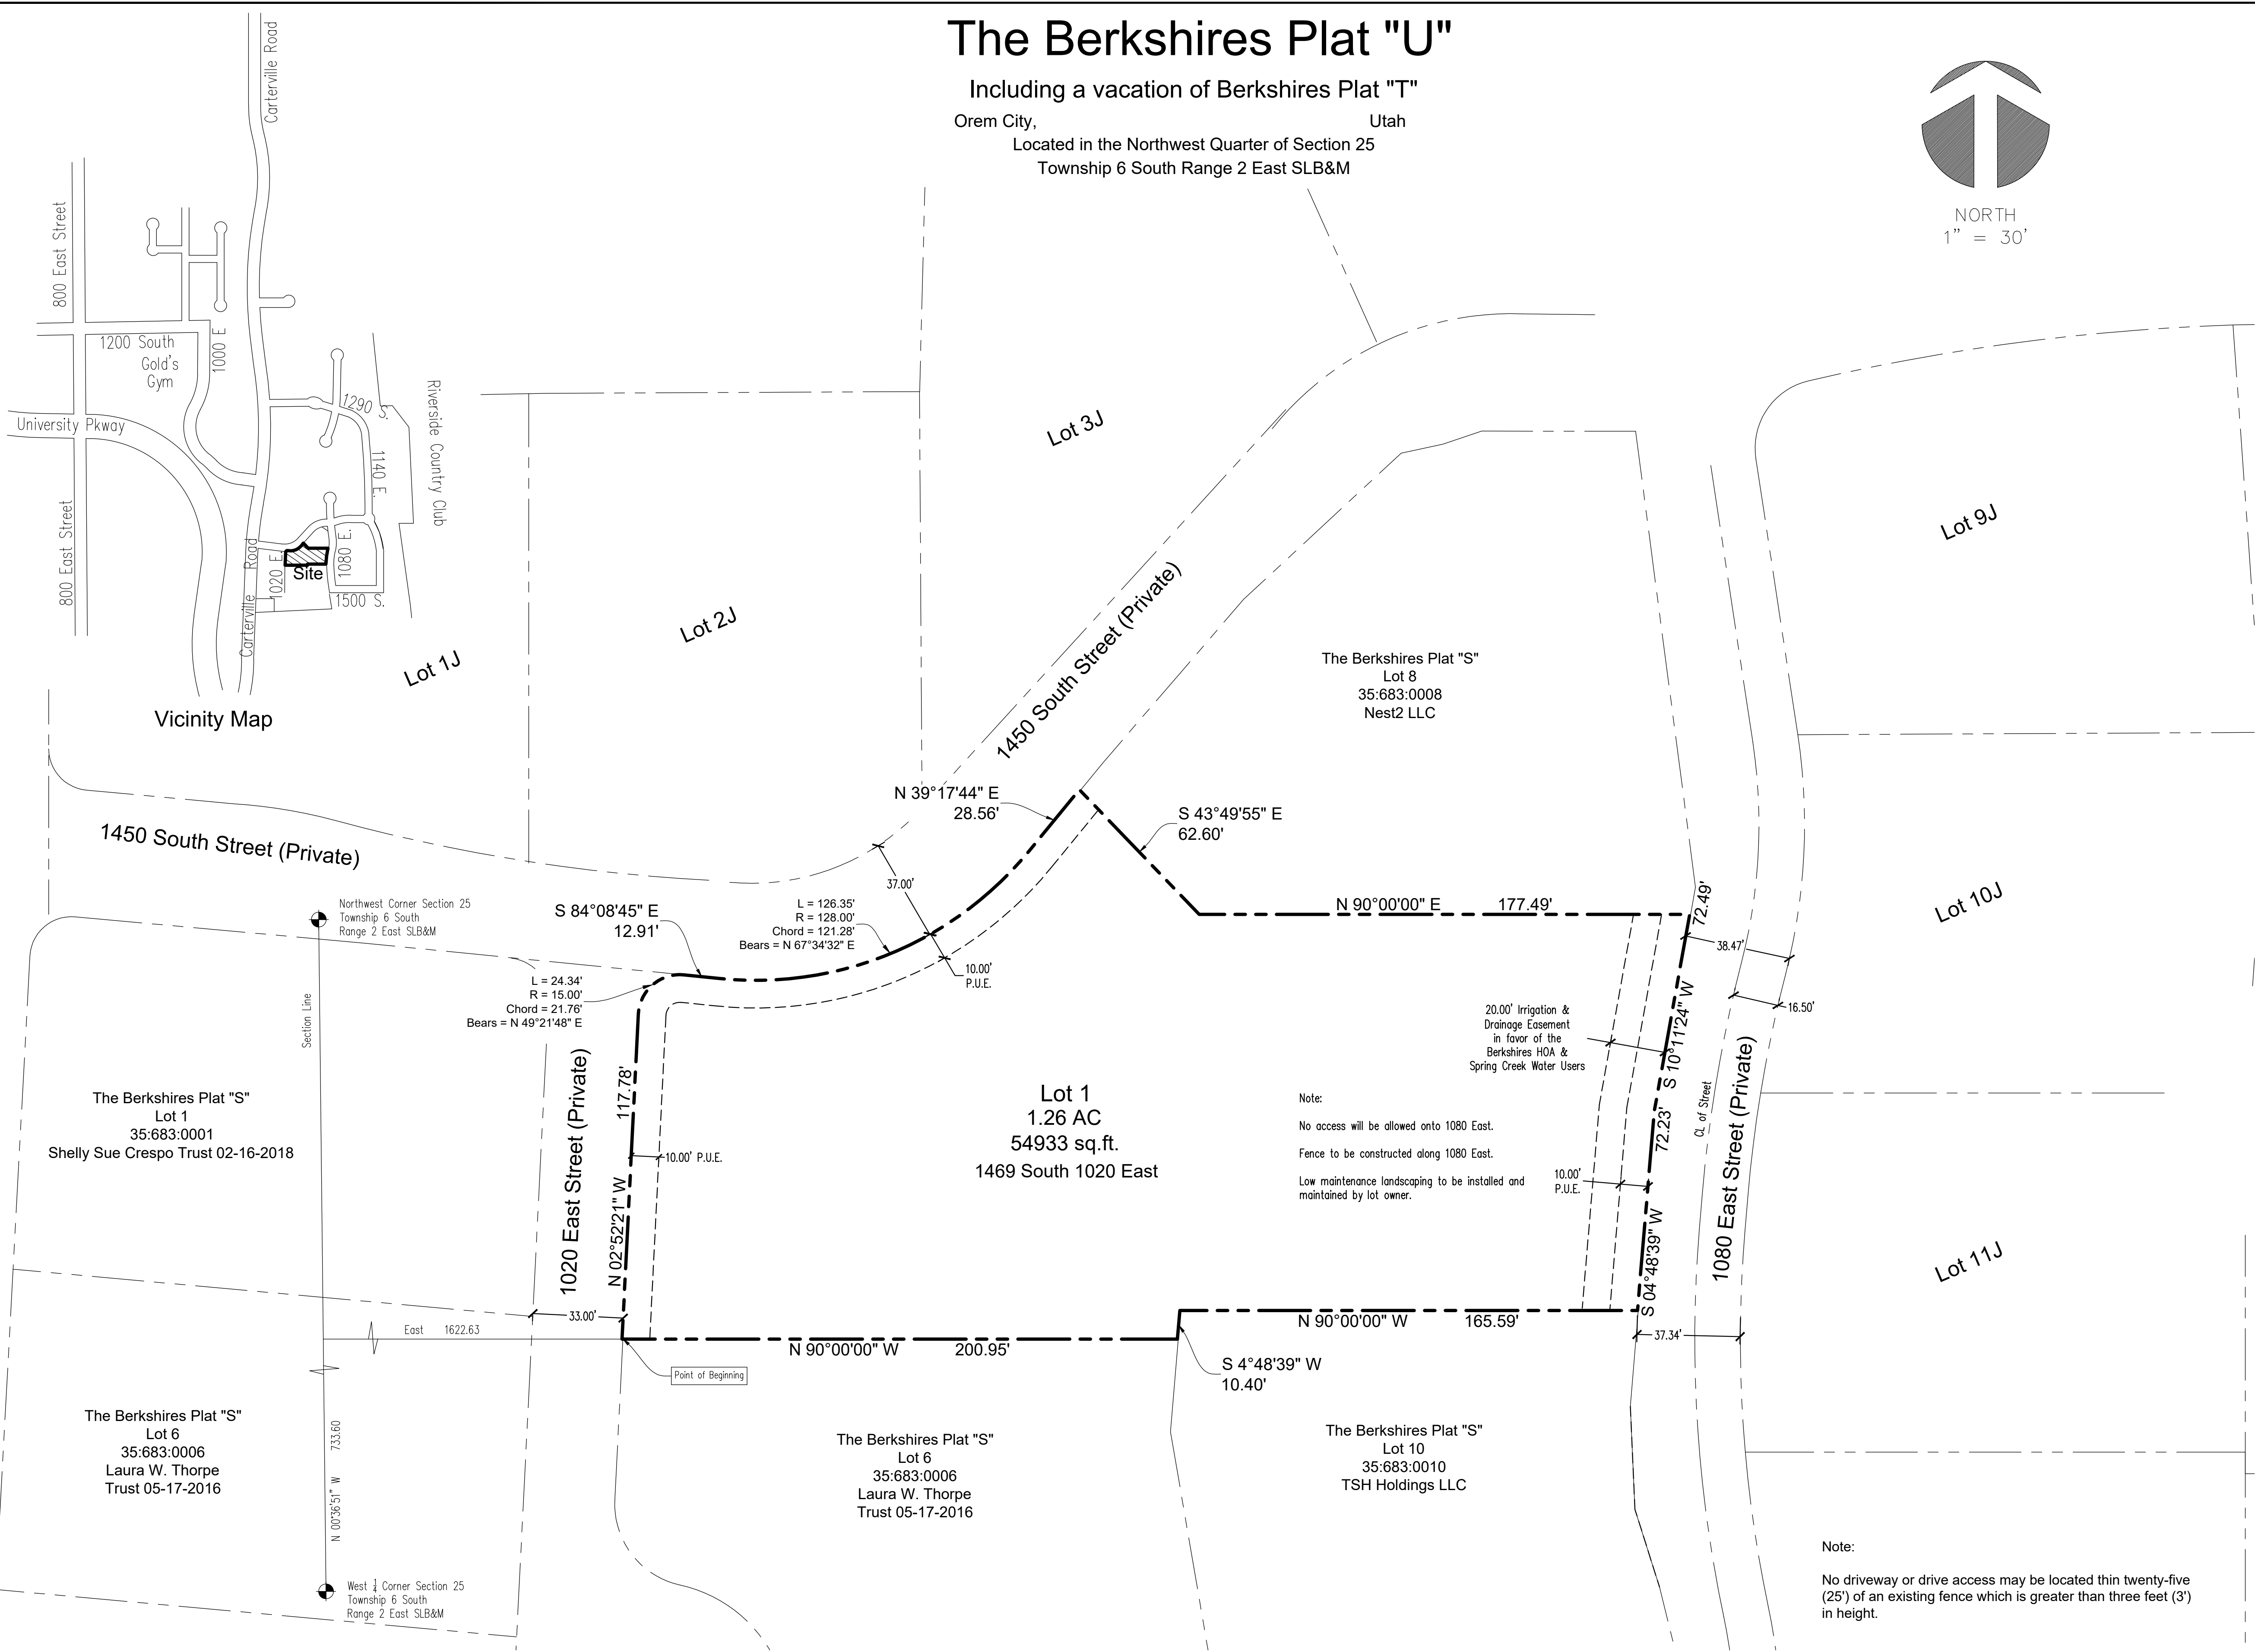 The Berkshires Plat "U"
Including a vacation of Berkshires Plat "T"
Orem City, Utah
Located in the Northwest Quarter of Section 25
Township 6 South Range 2 East SLB&M
NORTH
1" = 30'
Carterville Road
800 East Street
1200 South
Gold's
Gym
1000 E
University Pkway
1290 S.
Riverside Country Club
1140 E.
800 East Street
Carterville Road
1020 E.
1080 E.
Site
1500 S.
Vicinity Map
Lot 1J
Lot 2J
Lot 3J
Lot 9J
Lot 10J
Lot 11J
1450 South Street (Private)
1450 South Street (Private)
The Berkshires Plat "S"
Lot 8
35:683:0008
Nest2 LLC
N 39°17'44" E
28.56'
S 43°49'55" E
62.60'
37.00'
L = 126.35'
R = 128.00'
Chord = 121.28'
Bears = N 67°34'32" E
S 84°08'45" E
12.91'
10.00'
P.U.E.
N 90°00'00" E 177.49'
72.49'
S 10°11'24" W
38.47'
16.50'
Northwest Corner Section 25
Township 6 South
Range 2 East SLB&M
Section Line
L = 24.34'
R = 15.00'
Chord = 21.76'
Bears = N 49°21'48" E
20.00' Irrigation &
Drainage Easement
in favor of the
Berkshires HOA &
Spring Creek Water Users
The Berkshires Plat "S"
Lot 1
35:683:0001
Shelly Sue Crespo Trust 02-16-2018
1020 East Street (Private)
117.78'
N 02°52'21" W
10.00' P.U.E.
Lot 1
1.26 AC
54933 sq.ft.
1469 South 1020 East
Note:
No access will be allowed onto 1080 East.
Fence to be constructed along 1080 East.
Low maintenance landscaping to be installed and
maintained by lot owner.
10.00'
P.U.E.
72.23'
S 04°48'39" W
CL of Street
1080 East Street (Private)
33.00'
East 1622.63
Point of Beginning
N 90°00'00" W 200.95'
N 90°00'00" W 165.59'
37.34'
S 4°48'39" W
10.40'
The Berkshires Plat "S"
Lot 6
35:683:0006
Laura W. Thorpe
Trust 05-17-2016
N 00°36'51" W 733.60
West 1/4 Corner Section 25
Township 6 South
Range 2 East SLB&M
The Berkshires Plat "S"
Lot 6
35:683:0006
Laura W. Thorpe
Trust 05-17-2016
The Berkshires Plat "S"
Lot 10
35:683:0010
TSH Holdings LLC
Note:
No driveway or drive access may be located thin twenty-five
(25') of an existing fence which is greater than three feet (3')
in height.